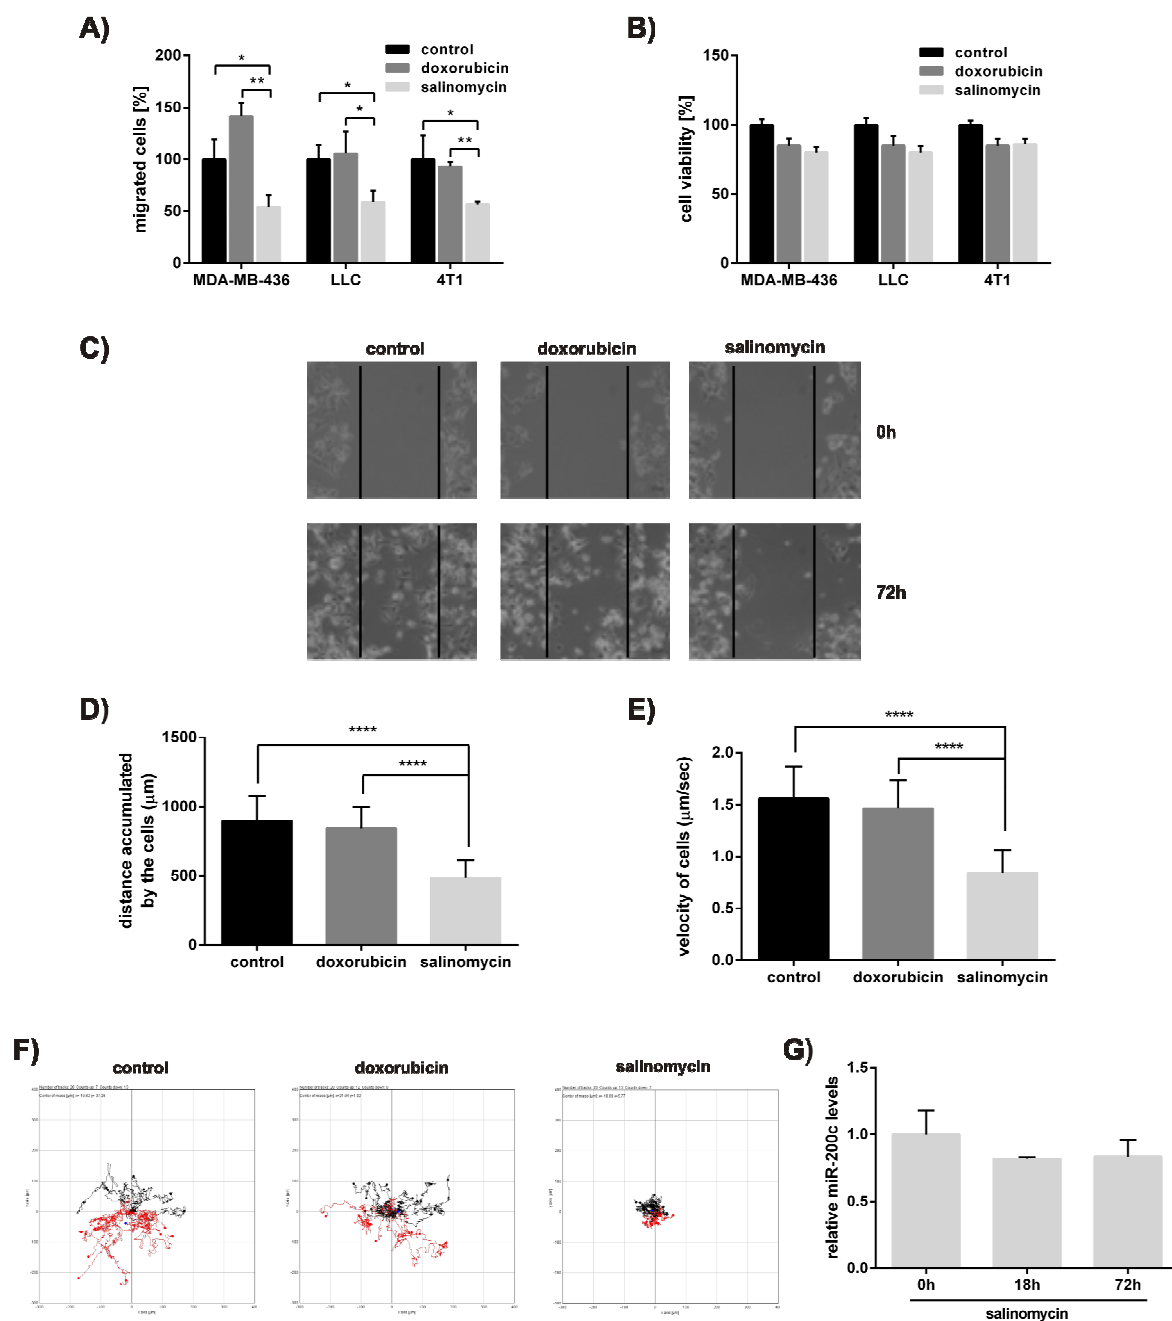 A)
control
doxorubicin
salinomycin
migrated cells [%]
200
150
100
50
0
*
**
*
*
*
**
MDA-MB-436 LLC 4T1
B)
control
doxorubicin
salinomycin
cell viability [%]
150
100
50
0
MDA-MB-436 LLC 4T1
C)
control doxorubicin salinomycin
0h
72h
D)
distance accumulated
by the cells (μm)
1500
1000
500
0
****
****
control doxorubicin salinomycin
E)
velocity of cells (μm/sec)
2.0
1.5
1.0
0.5
0.0
****
****
control doxorubicin salinomycin
F)
control doxorubicin salinomycin
G)
relative miR-200c levels
1.5
1.0
0.5
0.0
0h 18h 72h
salinomycin